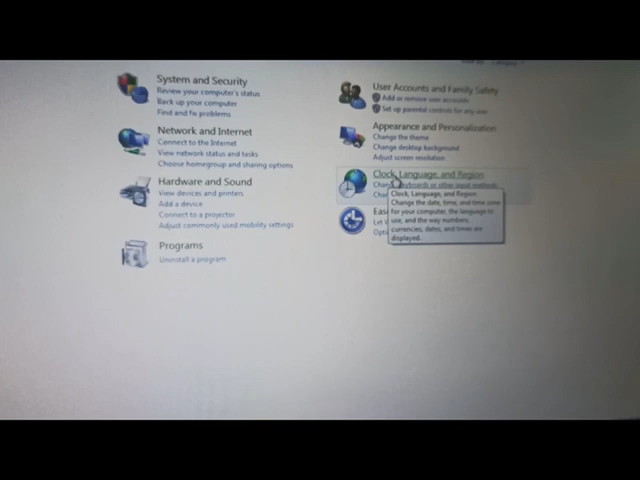 System and Security
Review your computer's status
Back up your computer
Find and fix problems
Network and Internet
Connect to the Internet
View network status and tasks
Choose homegroup and sharing options
Hardware and Sound
View devices and printers
Add a device
Connect to a projector
Adjust commonly used mobility settings
Programs
Uninstall a program
User Accounts and Family Safety
Add or remove user accounts
Set up parental controls for any user
Appearance and Personalization
Change the theme
Change desktop background
Adjust screen resolution
Clock, Language, and Region
keyboards or other input methods
Clock, Language, and Region
Change the date, time, and time zone
for your computer, the language to
use, and the way numbers,
currencies, dates, and times are
displayed.